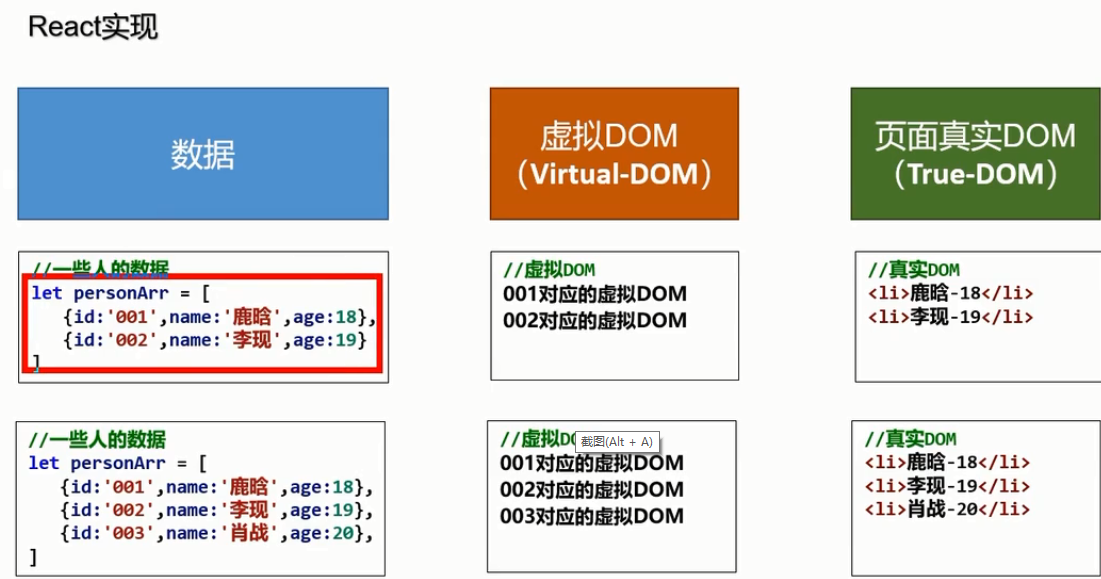 React实现
数据
虚拟DOM
（Virtual-DOM）
页面真实DOM
（True-DOM）
//一些人的数据
let personArr = [
{id:'001',name:'鹿晗',age:18},
{id:'002',name:'李现',age:19}
]
//虚拟DOM
001对应的虚拟DOM
002对应的虚拟DOM
//真实DOM
<li>鹿晗-18</li>
<li>李现-19</li>
//一些人的数据
let personArr = [
{id:'001',name:'鹿晗',age:18},
{id:'002',name:'李现',age:19},
{id:'003',name:'肖战',age:20},
]
//虚拟DO
截图(Alt + A)
001对应的虚拟DOM
002对应的虚拟DOM
003对应的虚拟DOM
//真实DOM
<li>鹿晗-18</li>
<li>李现-19</li>
<li>肖战-20</li>